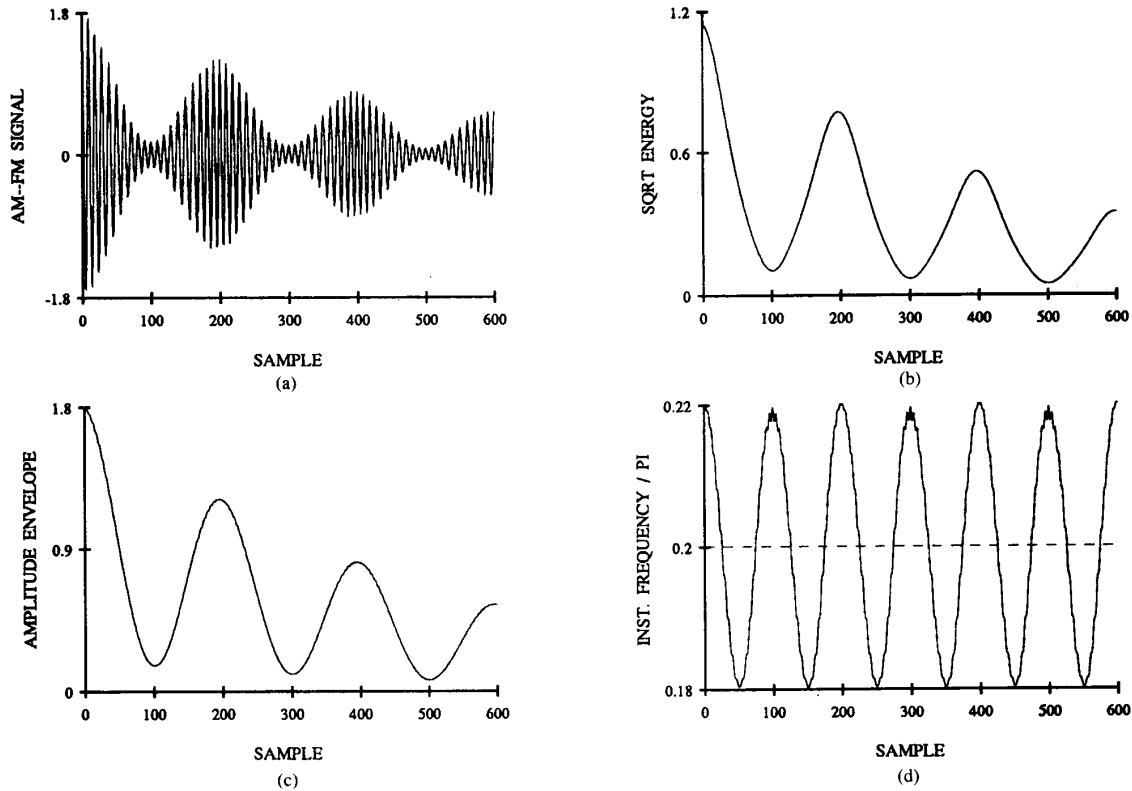 1.8
0
-1.8
AM--FM SIGNAL
0 100 200 300 400 500 600
SAMPLE
(a)
1.2
0.6
0
SQRT ENERGY
0 100 200 300 400 500 600
SAMPLE
(b)
1.8
0.9
0
AMPLITUDE ENVELOPE
0 100 200 300 400 500 600
SAMPLE
(c)
0.22
0.2
0.18
INST. FREQUENCY / PI
0 100 200 300 400 500 600
SAMPLE
(d)